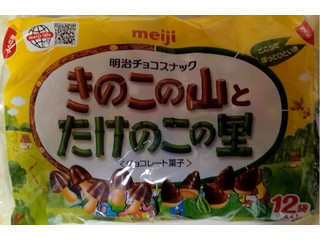 meiji
明治チョコスナック
きのこの山と
たけのこの里
<チョコレート菓子>
12袋